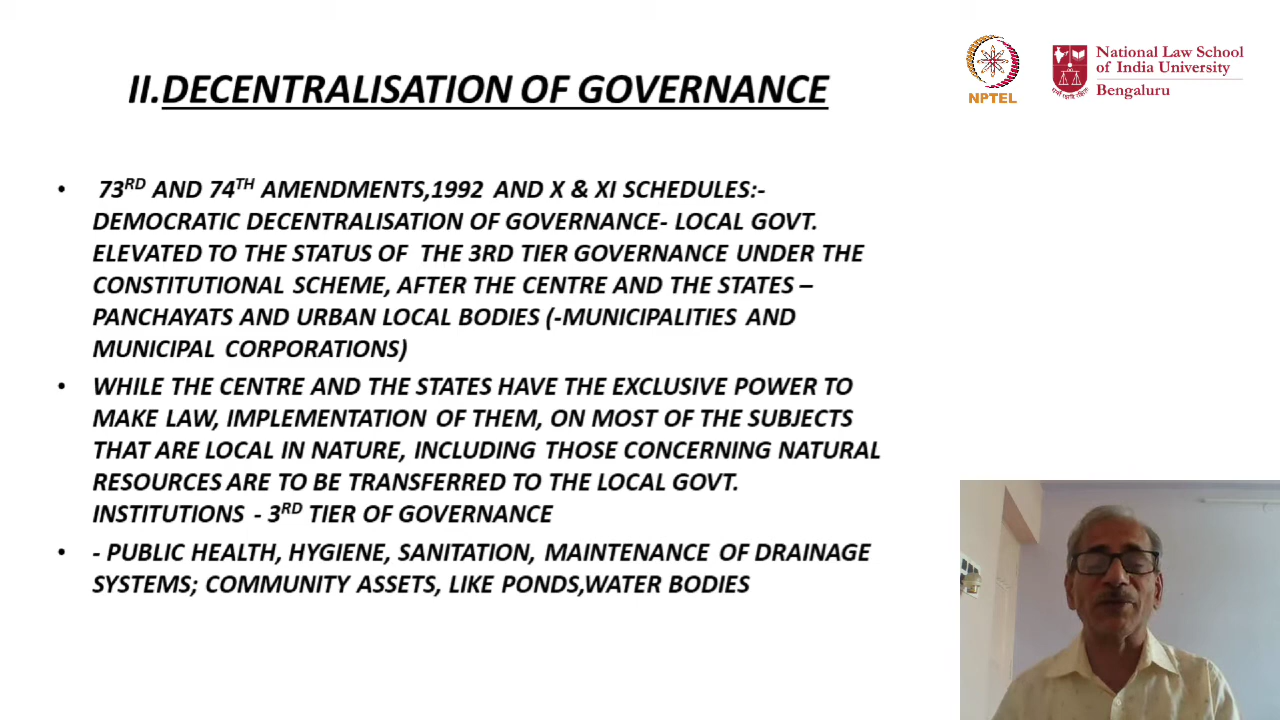 II.DECENTRALISATION OF GOVERNANCE
NPTEL
National Law School
of India University
Bengaluru
• 73RD AND 74TH AMENDMENTS,1992 AND X & XI SCHEDULES:-
DEMOCRATIC DECENTRALISATION OF GOVERNANCE- LOCAL GOVT.
ELEVATED TO THE STATUS OF THE 3RD TIER GOVERNANCE UNDER THE
CONSTITUTIONAL SCHEME, AFTER THE CENTRE AND THE STATES –
PANCHAYATS AND URBAN LOCAL BODIES (-MUNICIPALITIES AND
MUNICIPAL CORPORATIONS)
• WHILE THE CENTRE AND THE STATES HAVE THE EXCLUSIVE POWER TO
MAKE LAW, IMPLEMENTATION OF THEM, ON MOST OF THE SUBJECTS
THAT ARE LOCAL IN NATURE, INCLUDING THOSE CONCERNING NATURAL
RESOURCES ARE TO BE TRANSFERRED TO THE LOCAL GOVT.
INSTITUTIONS - 3RD TIER OF GOVERNANCE
• - PUBLIC HEALTH, HYGIENE, SANITATION, MAINTENANCE OF DRAINAGE
SYSTEMS; COMMUNITY ASSETS, LIKE PONDS,WATER BODIES